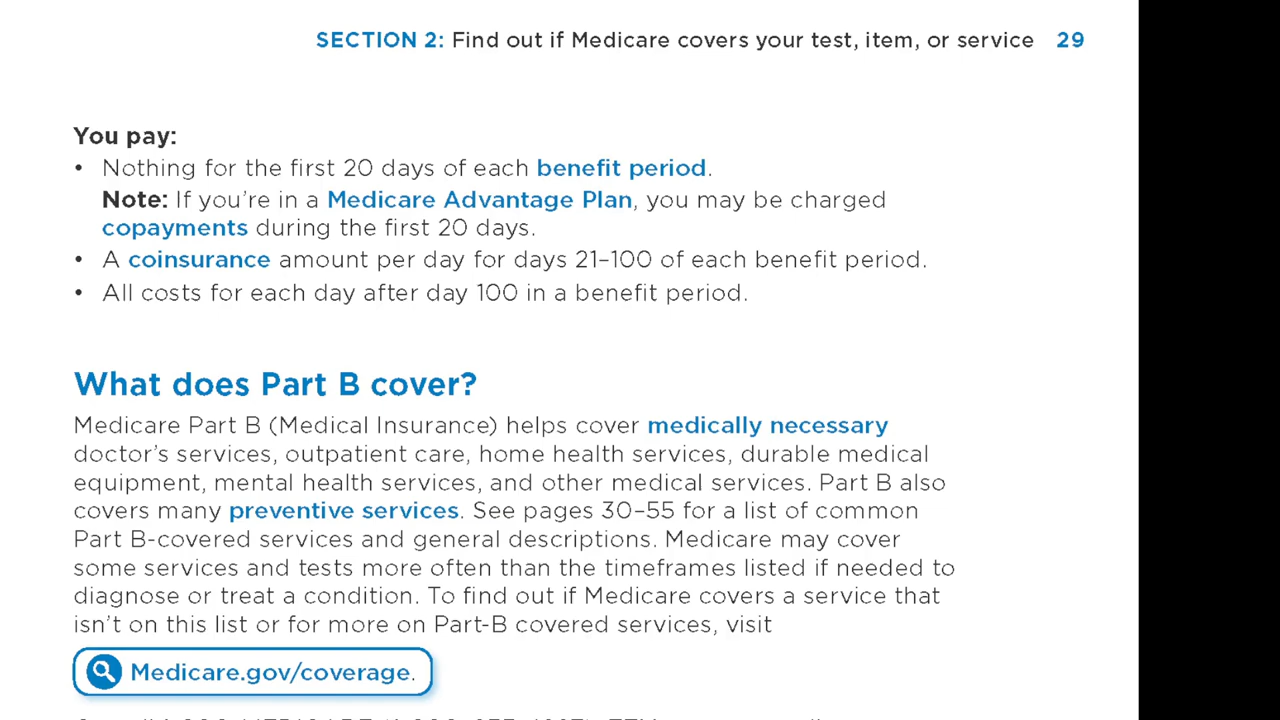 SECTION 2: Find out if Medicare covers your test, item, or service 29
You pay:
• Nothing for the first 20 days of each benefit period.
Note: If you're in a Medicare Advantage Plan, you may be charged
copayments during the first 20 days.
• A coinsurance amount per day for days 21–100 of each benefit period.
• All costs for each day after day 100 in a benefit period.
What does Part B cover?
Medicare Part B (Medical Insurance) helps cover medically necessary
doctor's services, outpatient care, home health services, durable medical
equipment, mental health services, and other medical services. Part B also
covers many preventive services. See pages 30–55 for a list of common
Part B-covered services and general descriptions. Medicare may cover
some services and tests more often than the timeframes listed if needed to
diagnose or treat a condition. To find out if Medicare covers a service that
isn't on this list or for more on Part-B covered services, visit
Medicare.gov/coverage.